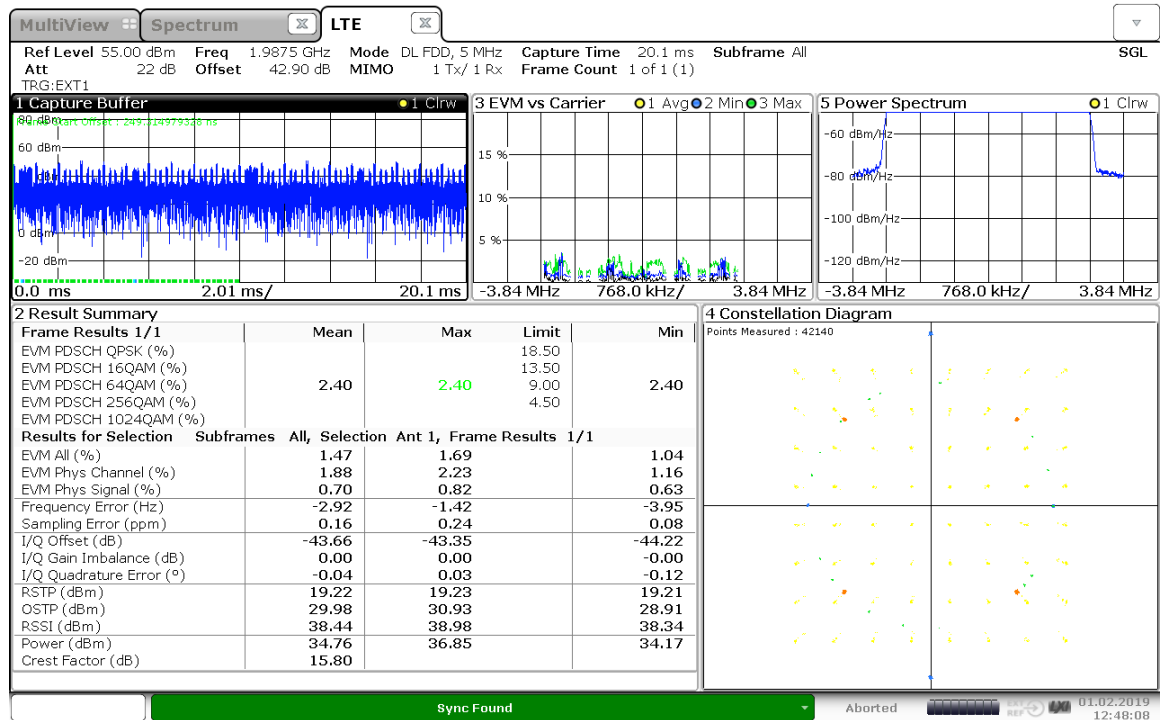 MultiView Spectrum LTE
Ref Level 55.00 dBm Freq 1.9875 GHz Mode DL FDD, 5 MHz Capture Time 20.1 ms Subframe All SGL
Att 22 dB Offset 42.90 dB MIMO 1 Tx/ 1 Rx Frame Count 1 of 1 (1)
TRG:EXT1
1 Capture Buffer 1 Clrw
80 dBm
Frame Start Offset : 249.314979328 ns
60 dBm
0 dBm
-20 dBm
0.0 ms 2.01 ms/ 20.1 ms
3 EVM vs Carrier 1 Avg 2 Min 3 Max
15 %
10 %
5 %
-3.84 MHz 768.0 kHz/ 3.84 MHz
5 Power Spectrum 1 Clrw
-60 dBm/Hz
-80 dBm/Hz
-100 dBm/Hz
-120 dBm/Hz
-3.84 MHz 768.0 kHz/ 3.84 MHz
2 Result Summary
Frame Results 1/1 Mean Max Limit Min
EVM PDSCH QPSK (%) 18.50
EVM PDSCH 16QAM (%) 13.50
EVM PDSCH 64QAM (%) 2.40 2.40 9.00 2.40
EVM PDSCH 256QAM (%) 4.50
EVM PDSCH 1024QAM (%)
Results for Selection Subframes All, Selection Ant 1, Frame Results 1/1
EVM All (%) 1.47 1.69 1.04
EVM Phys Channel (%) 1.88 2.23 1.16
EVM Phys Signal (%) 0.70 0.82 0.63
Frequency Error (Hz) -2.92 -1.42 -3.95
Sampling Error (ppm) 0.16 0.24 0.08
I/Q Offset (dB) -43.66 -43.35 -44.22
I/Q Gain Imbalance (dB) 0.00 0.00 -0.00
I/Q Quadrature Error (º) -0.04 0.03 -0.12
RSTP (dBm) 19.22 19.23 19.21
OSTP (dBm) 29.98 30.93 28.91
RSSI (dBm) 38.44 38.98 38.34
Power (dBm) 34.76 36.85 34.17
Crest Factor (dB) 15.80
4 Constellation Diagram
Points Measured : 42140
Sync Found Aborted
EXT REF LXI
01.02.2019
12:48:08